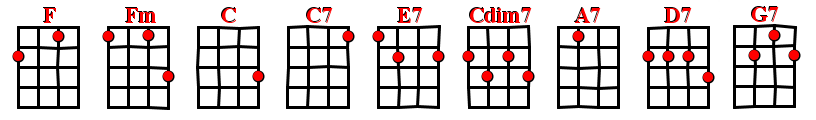 F Fm C C7 E7 Cdim7 A7 D7 G7